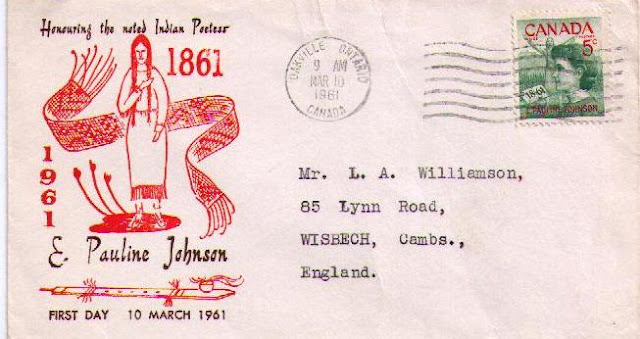 Honouring the noted Indian Poetess
1861
1961
E. Pauline Johnson
FIRST DAY 10 MARCH 1961
OAKVILLE ONTARIO
9 AM
MAR 10
1961
CANADA
CANADA
5c
1861
E. PAULINE JOHNSON
Mr. L. A. Williamson,
85 Lynn Road,
WISBECH, Cambs.,
England.